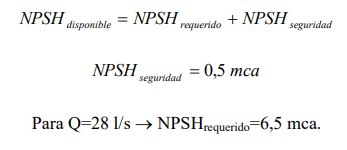 NPSH disponible = NPSH requerido + NPSH seguridad
NPSH seguridad = 0,5 mca
Para Q=28 l/s → NPSHrequerido=6,5 mca.